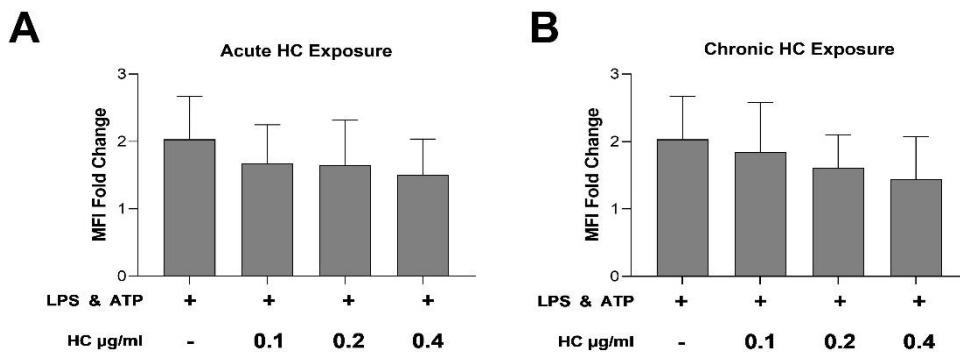 A
Acute HC Exposure
MFI Fold Change
3
2
1
0
LPS & ATP + + + +
HC µg/ml - 0.1 0.2 0.4
B
Chronic HC Exposure
MFI Fold Change
3
2
1
0
LPS & ATP + + + +
HC µg/ml - 0.1 0.2 0.4